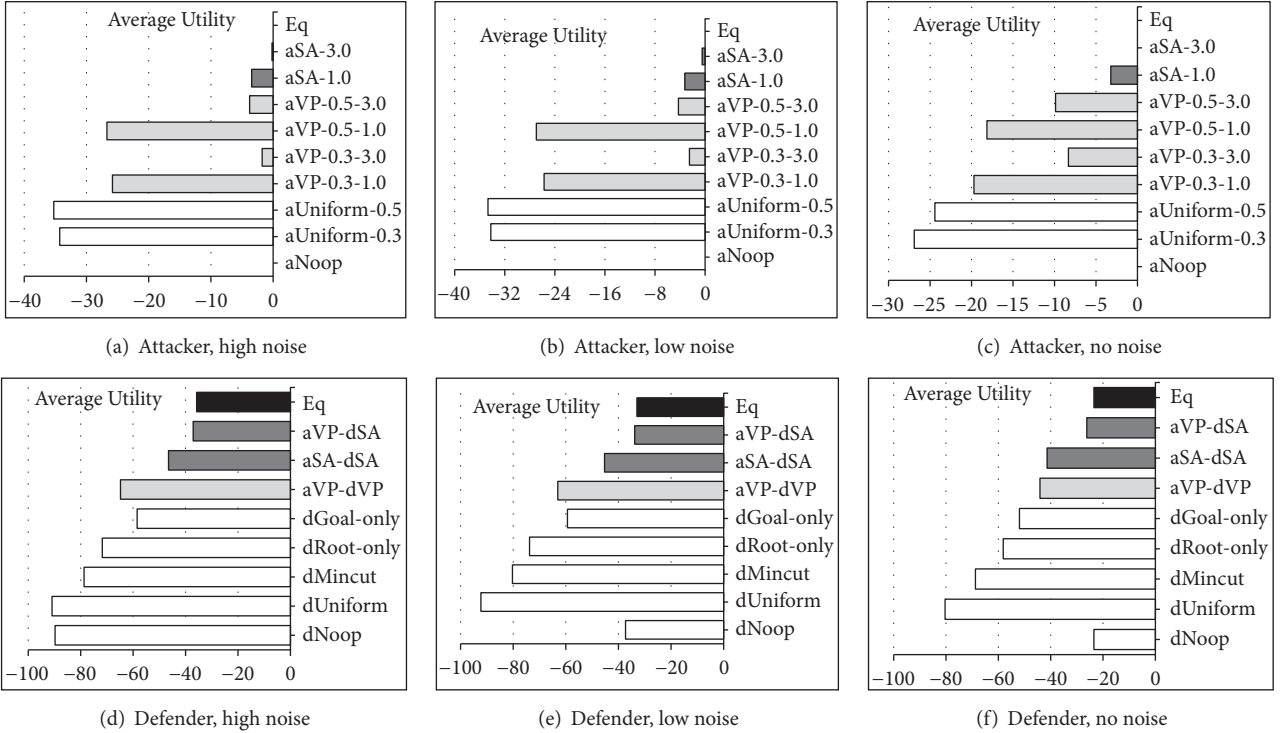 Average Utility
Eq
aSA-3.0
aSA-1.0
aVP-0.5-3.0
aVP-0.5-1.0
aVP-0.3-3.0
aVP-0.3-1.0
aUniform-0.5
aUniform-0.3
aNoop
−40 −30 −20 −10 0
(a) Attacker, high noise
Average Utility
Eq
aSA-3.0
aSA-1.0
aVP-0.5-3.0
aVP-0.5-1.0
aVP-0.3-3.0
aVP-0.3-1.0
aUniform-0.5
aUniform-0.3
aNoop
−40 −32 −24 −16 −8 0
(b) Attacker, low noise
Average Utility
Eq
aSA-3.0
aSA-1.0
aVP-0.5-3.0
aVP-0.5-1.0
aVP-0.3-3.0
aVP-0.3-1.0
aUniform-0.5
aUniform-0.3
aNoop
−30 −25 −20 −15 −10 −5 0
(c) Attacker, no noise
Average Utility
Eq
aVP-dSA
aSA-dSA
aVP-dVP
dGoal-only
dRoot-only
dMincut
dUniform
dNoop
−100 −80 −60 −40 −20 0
(d) Defender, high noise
Average Utility
Eq
aVP-dSA
aSA-dSA
aVP-dVP
dGoal-only
dRoot-only
dMincut
dUniform
dNoop
−100 −80 −60 −40 −20 0
(e) Defender, low noise
Average Utility
Eq
aVP-dSA
aSA-dSA
aVP-dVP
dGoal-only
dRoot-only
dMincut
dUniform
dNoop
−100 −80 −60 −40 −20 0
(f) Defender, no noise